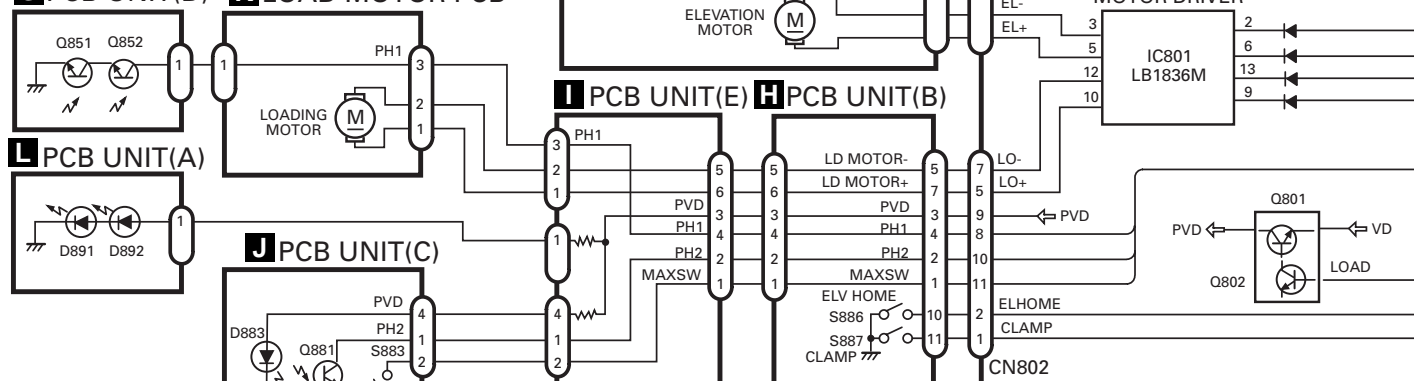 PCB UNIT(D)
LOAD MOTOR PCB
Q851 Q852
1
1
PH1
3
2
1
LOADING
MOTOR
M
ELEVATION
MOTOR
M
EL-
EL+
MOTOR DRIVER
3
5
12
10
IC801
LB1836M
2
6
13
9
L PCB UNIT(A)
D891 D892
1
I PCB UNIT(E)
H PCB UNIT(B)
3
2
1
PH1
1
4
1
2
PVD
PH1
PH2
MAXSW
5
6
3
4
2
1
5
6
3
4
2
1
LD MOTOR-
LD MOTOR+
PVD
PH1
PH2
MAXSW
ELV HOME
S886
S887
CLAMP
5
7
3
4
2
1
10
11
7
5
9
8
10
11
2
1
LO-
LO+
PVD
ELHOME
CLAMP
CN802
Q801
PVD
VD
Q802
LOAD
J PCB UNIT(C)
PVD
PH2
S883
4
1
2
D883
Q881